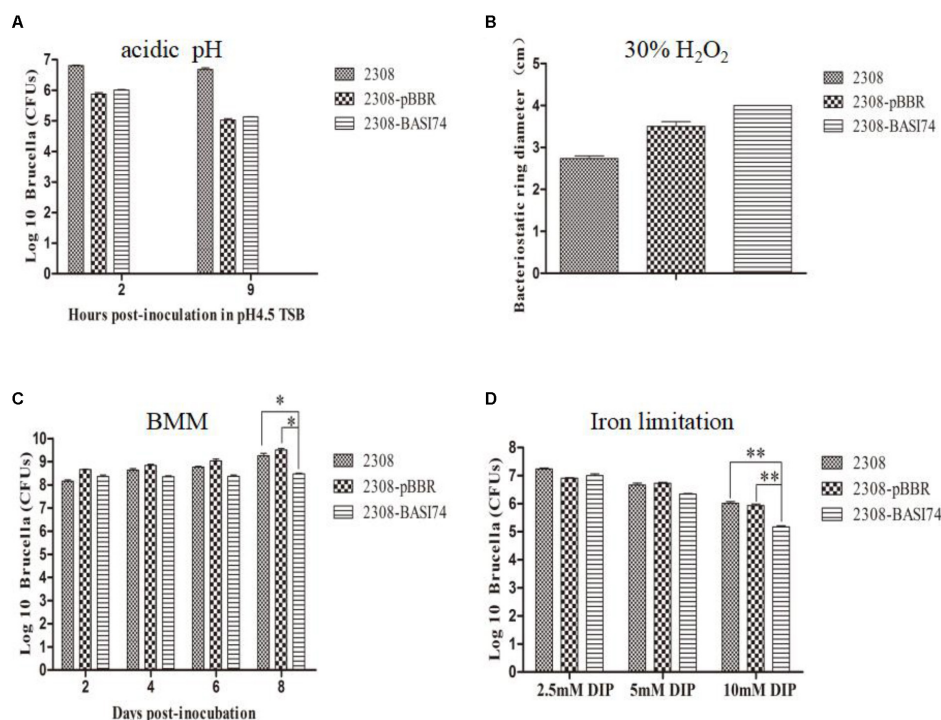 A
acidic pH
Log 10 Brucella (CFUs)
7
6
5
4
3
2
1
0
2 9
Hours post-inoculation in pH4.5 TSB
2308
2308-pBBR
2308-BASI74
B
30% H₂O₂
Bacteriostatic ring diameter (cm)
5
4
3
2
1
0
2308
2308-pBBR
2308-BASI74
C
BMM
Log 10 Brucella (CFUs)
10
9
8
7
6
5
4
3
2
1
0
* 
*
2 4 6 8
Days post-inocubation
2308
2308-pBBR
2308-BASI74
D
Iron limitation
Log 10 Brucella (CFUs)
8
7
6
5
4
3
2
1
0
**
**
2.5mM DIP 5mM DIP 10mM DIP
2308
2308-pBBR
2308-BASI74